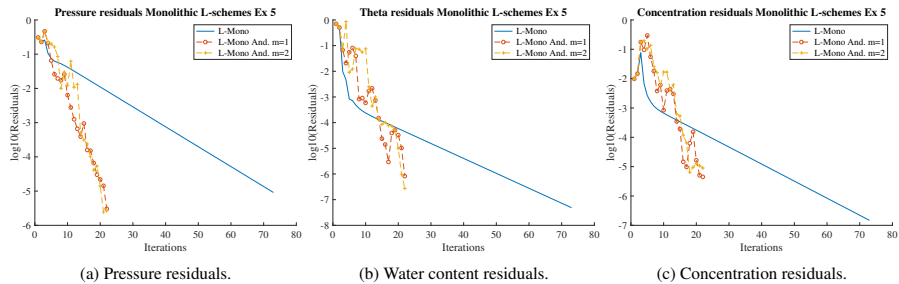 Pressure residuals Monolithic L-schemes Ex 5
L-Mono
L-Mono And. m=1
L-Mono And. m=2
log10(Residuals)
0
-1
-2
-3
-4
-5
-6
0 10 20 30 40 50 60 70 80
Iterations
(a) Pressure residuals.
Theta residuals Monolithic L-schemes Ex 5
L-Mono
L-Mono And. m=1
L-Mono And. m=2
log10(Residuals)
0
-1
-2
-3
-4
-5
-6
-7
-8
0 10 20 30 40 50 60 70 80
Iterations
(b) Water content residuals.
Concentration residuals Monolithic L-schemes Ex 5
L-Mono
L-Mono And. m=1
L-Mono And. m=2
log10(Residuals)
0
-1
-2
-3
-4
-5
-6
-7
0 10 20 30 40 50 60 70 80
Iterations
(c) Concentration residuals.